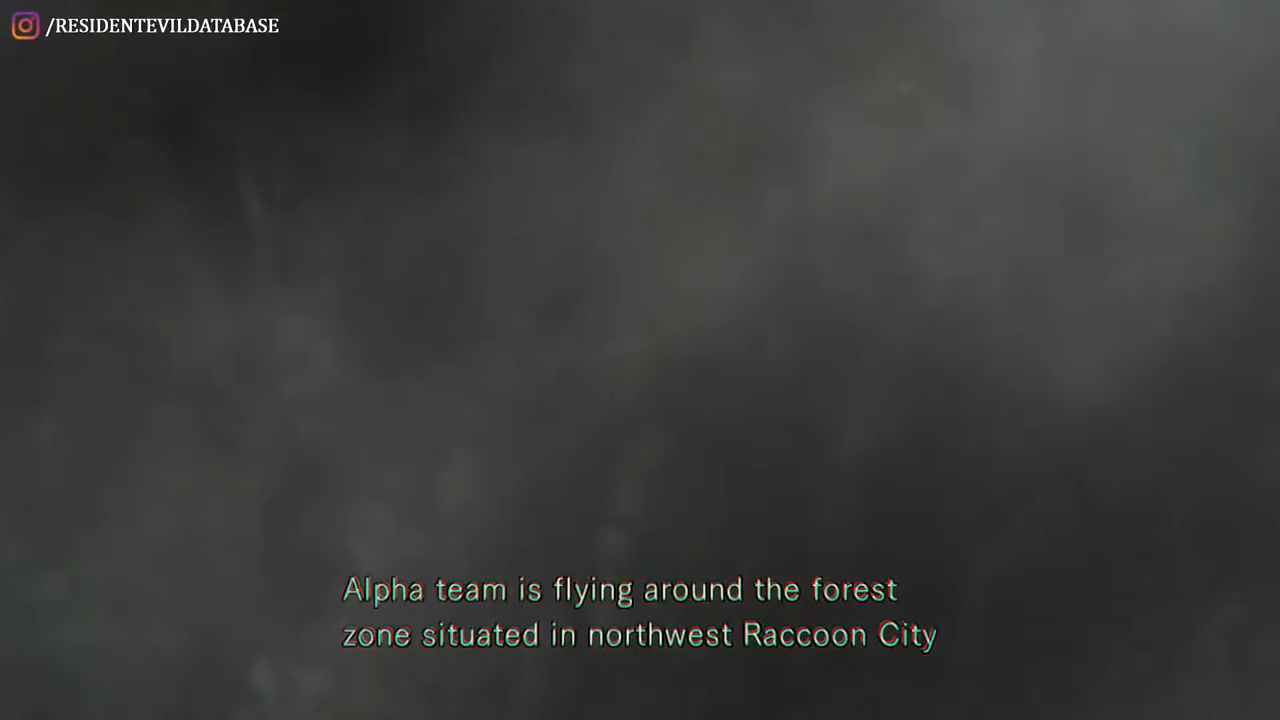 /RESIDENTEVILDATABASE
Alpha team is flying around the forest
zone situated in northwest Raccoon City